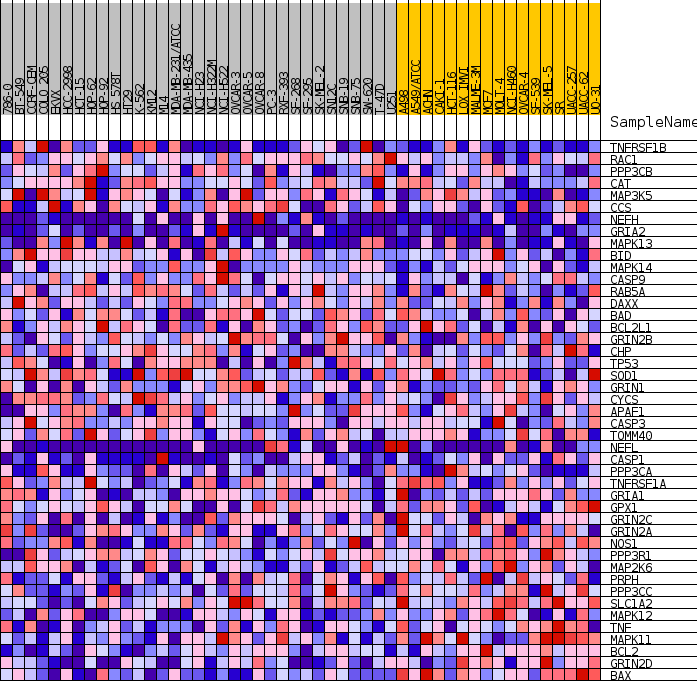 786-0
BT-549
CCRF-CEM
COLO_205
EKVX
HCC-2998
HCT-15
HOP-62
HOP-92
HS_578T
HT29
K-562
KM12
M14
MDA-MB-231/ATCC
MDA-MB-435
NCI-H23
NCI-H322M
NCI-H522
OVCAR-3
OVCAR-5
OVCAR-8
PC-3
RXF-393
SF-268
SF-295
SK-MEL-2
SN12C
SNB-19
SNB-75
SW-620
T-47D
U251
A498
A549/ATCC
ACHN
CAKI-1
HCT-116
LOX_IMVI
MALME-3M
MCF7
MOLT-4
NCI-H460
OVCAR-4
SF-539
SK-MEL-5
SR
UACC-257
UACC-62
UO-31
SampleName
TNFRSF1B
RAC1
PPP3CB
CAT
MAP3K5
CCS
NEFH
GRIA2
MAPK13
BID
MAPK14
CASP9
RAB5A
DAXX
BAD
BCL2L1
GRIN2B
CHP
TP53
SOD1
GRIN1
CYCS
APAF1
CASP3
TOMM40
NEFL
CASP1
PPP3CA
TNFRSF1A
GRIA1
GPX1
GRIN2C
GRIN2A
NOS1
PPP3R1
MAP2K6
PRPH
PPP3CC
SLC1A2
MAPK12
TNF
MAPK11
BCL2
GRIN2D
BAX